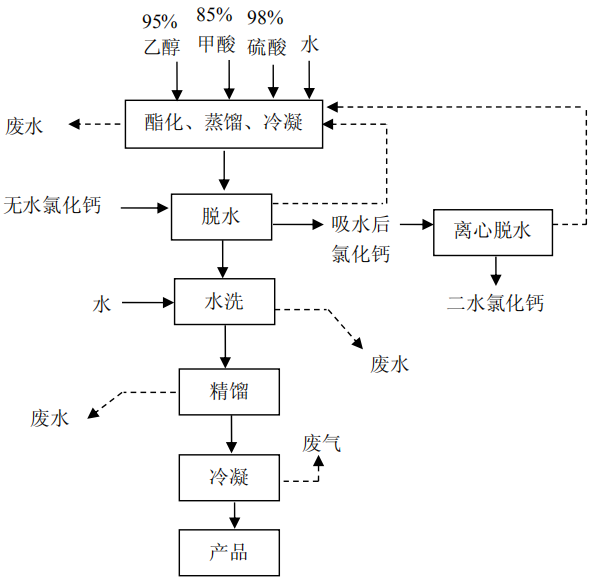 95%
乙醇
85%
甲酸
98%
硫酸
水
废水
酯化、蒸馏、冷凝
无水氯化钙
脱水
吸水后
氯化钙
离心脱水
二水氯化钙
水
水洗
废水
精馏
废水
废气
冷凝
产品